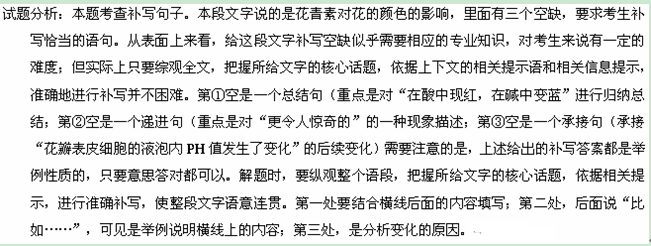 试题分析：本题考查补写句子。本段文字说的是花青素对花的颜色的影响，里面有三个空缺，要求考生补
写恰当的语句。从表面上来看，给这段文字补写空缺似乎需要相应的专业知识，对考生来说有一定的
难度；但实际上只要综观全文，把握所给文字的核心话题，依据上下文的相关提示语和相关信息提示，
准确地进行补写并不困难。第①空是一个总结句（重点是对“在酸中现红，在碱中变蓝”进行归纳总
结；第②空是一个递进句（重点是对“更令人惊奇的”的一种现象描述；第③空是一个承接句（承接
“花瓣表皮细胞的液泡内 PH 值发生了变化”的后续变化）需要注意的是，上述给出的补写答案都是举
例性质的，只要意思答对都可以。解题时，要纵观整个语段，把握所给文字的核心话题，依据相关提
示，进行准确补写，使整段文字语意连贯。第一处要结合横线后面的内容填写；第二处，后面说“比
如……”，可见是举例说明横线上的内容；第三处，是分析变化的原因。